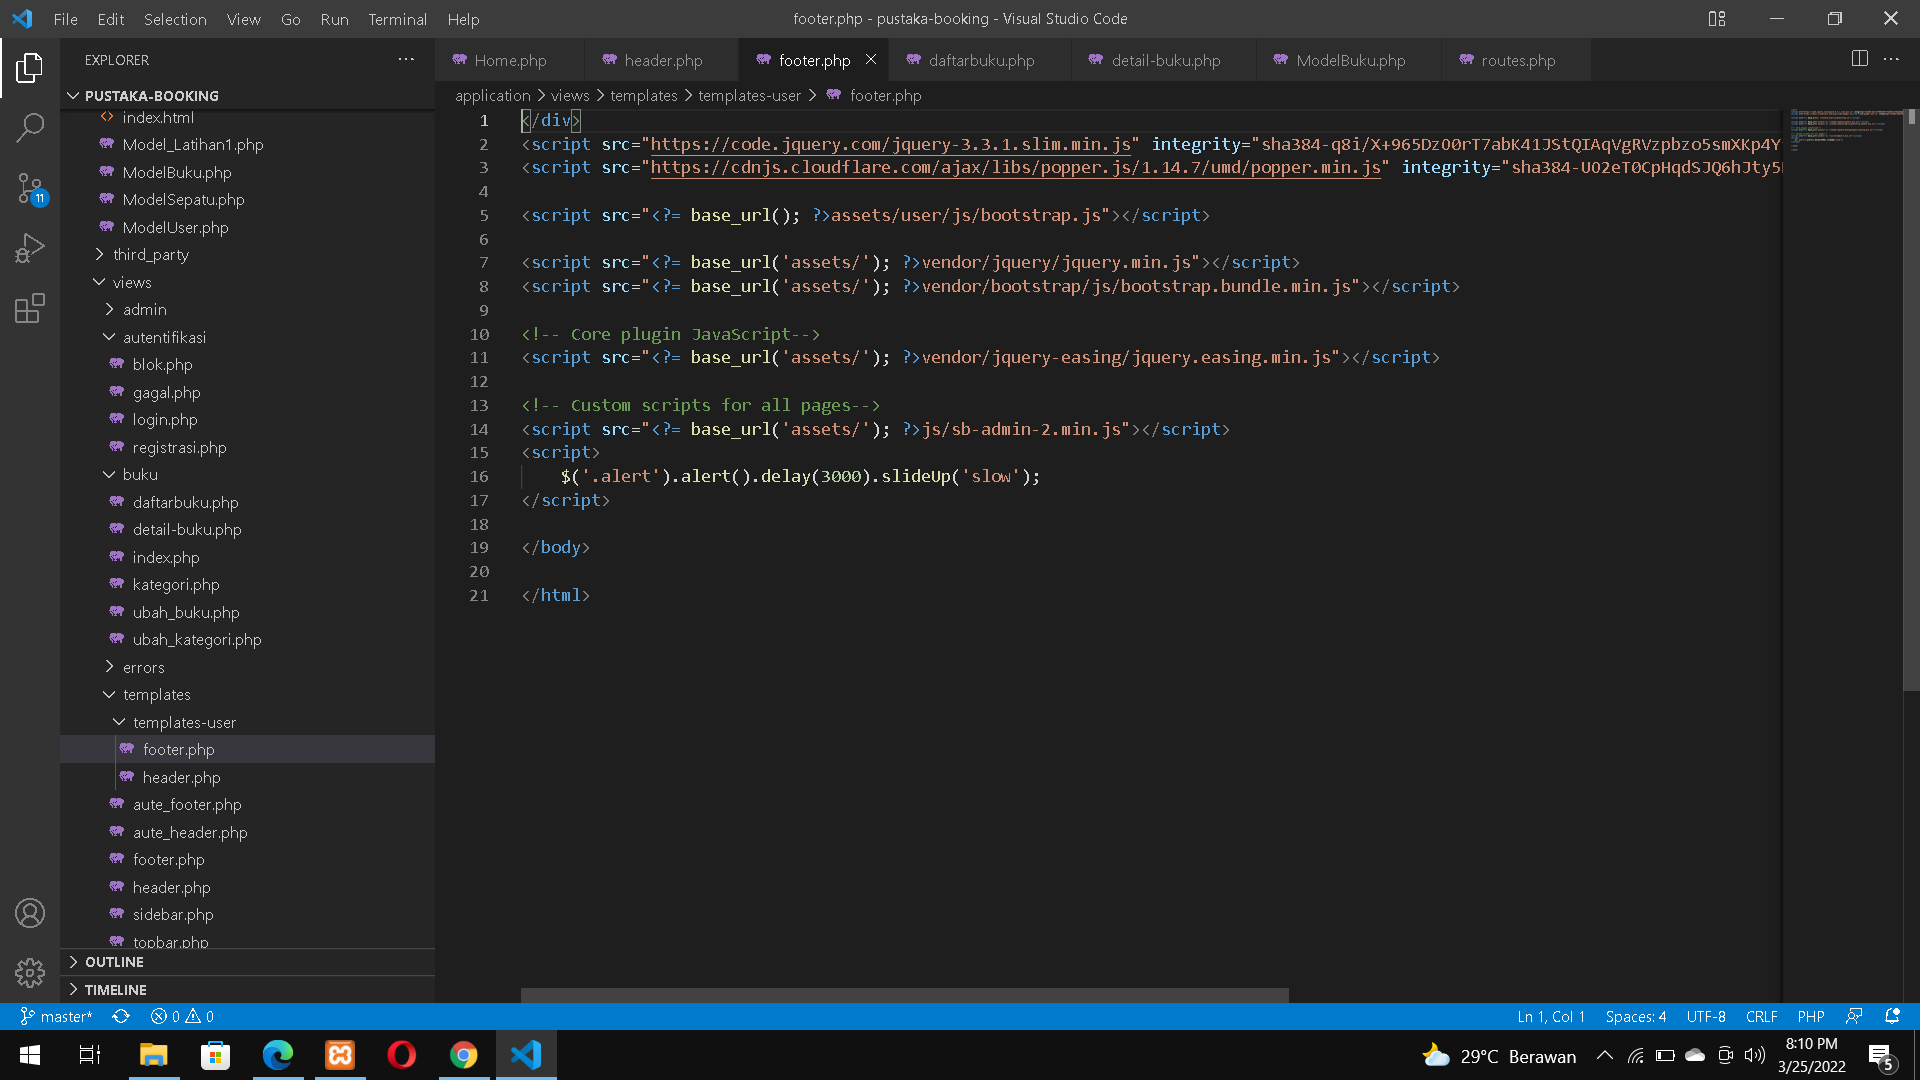 File Edit Selection View Go Run Terminal Help
footer.php - pustaka-booking - Visual Studio Code
EXPLORER
PUSTAKA-BOOKING
index.html
Model_Latihan1.php
ModelBuku.php
ModelSepatu.php
ModelUser.php
third_party
views
admin
autentifikasi
blok.php
gagal.php
login.php
registrasi.php
buku
daftarbuku.php
detail-buku.php
index.php
kategori.php
ubah_buku.php
ubah_kategori.php
errors
templates
templates-user
footer.php
header.php
aute_footer.php
aute_header.php
footer.php
header.php
sidebar.php
topbar.php
OUTLINE
TIMELINE
11
Home.php header.php footer.php daftarbuku.php detail-buku.php ModelBuku.php routes.php
application > views > templates > templates-user > footer.php
1 </div>
2 <script src="https://code.jquery.com/jquery-3.3.1.slim.min.js" integrity="sha384-q8i/X+965DzO0rT7abK41JStQIAqVgRVzpbzo5smXKp4Y
3 <script src="https://cdnjs.cloudflare.com/ajax/libs/popper.js/1.14.7/umd/popper.min.js" integrity="sha384-UO2eT0CpHqdSJQ6hJty5
4
5 <script src="<?= base_url(); ?>assets/user/js/bootstrap.js"></script>
6
7 <script src="<?= base_url('assets/'); ?>vendor/jquery/jquery.min.js"></script>
8 <script src="<?= base_url('assets/'); ?>vendor/bootstrap/js/bootstrap.bundle.min.js"></script>
9
10 <!-- Core plugin JavaScript-->
11 <script src="<?= base_url('assets/'); ?>vendor/jquery-easing/jquery.easing.min.js"></script>
12
13 <!-- Custom scripts for all pages-->
14 <script src="<?= base_url('assets/'); ?>js/sb-admin-2.min.js"></script>
15 <script>
16 $('.alert').alert().delay(3000).slideUp('slow');
17 </script>
18
19 </body>
20
21 </html>
master* 0 0
Ln 1, Col 1 Spaces: 4 UTF-8 CRLF PHP
29°C Berawan
8:10 PM
3/25/2022
5